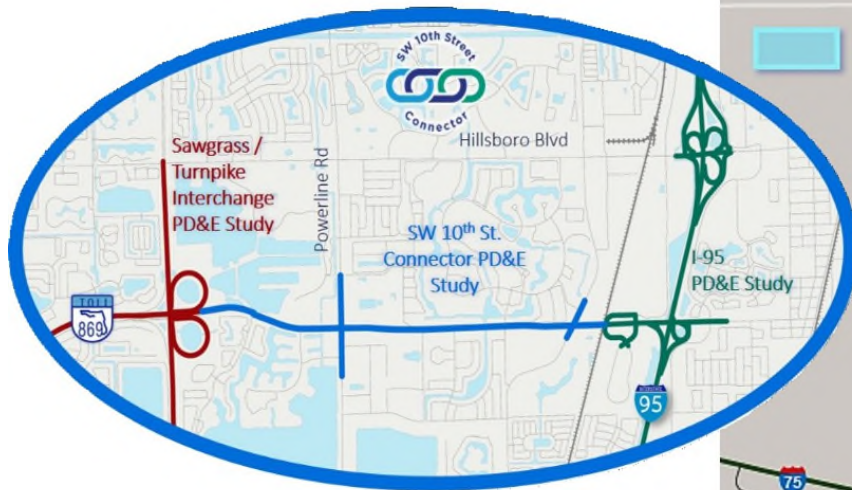 SW 10th Street
Connector
Hillsboro Blvd
Sawgrass /
Turnpike
Interchange
PD&E Study
Powerline Rd
SW 10th St.
Connector PD&E
Study
I-95
PD&E Study
TOLL
869
95
75